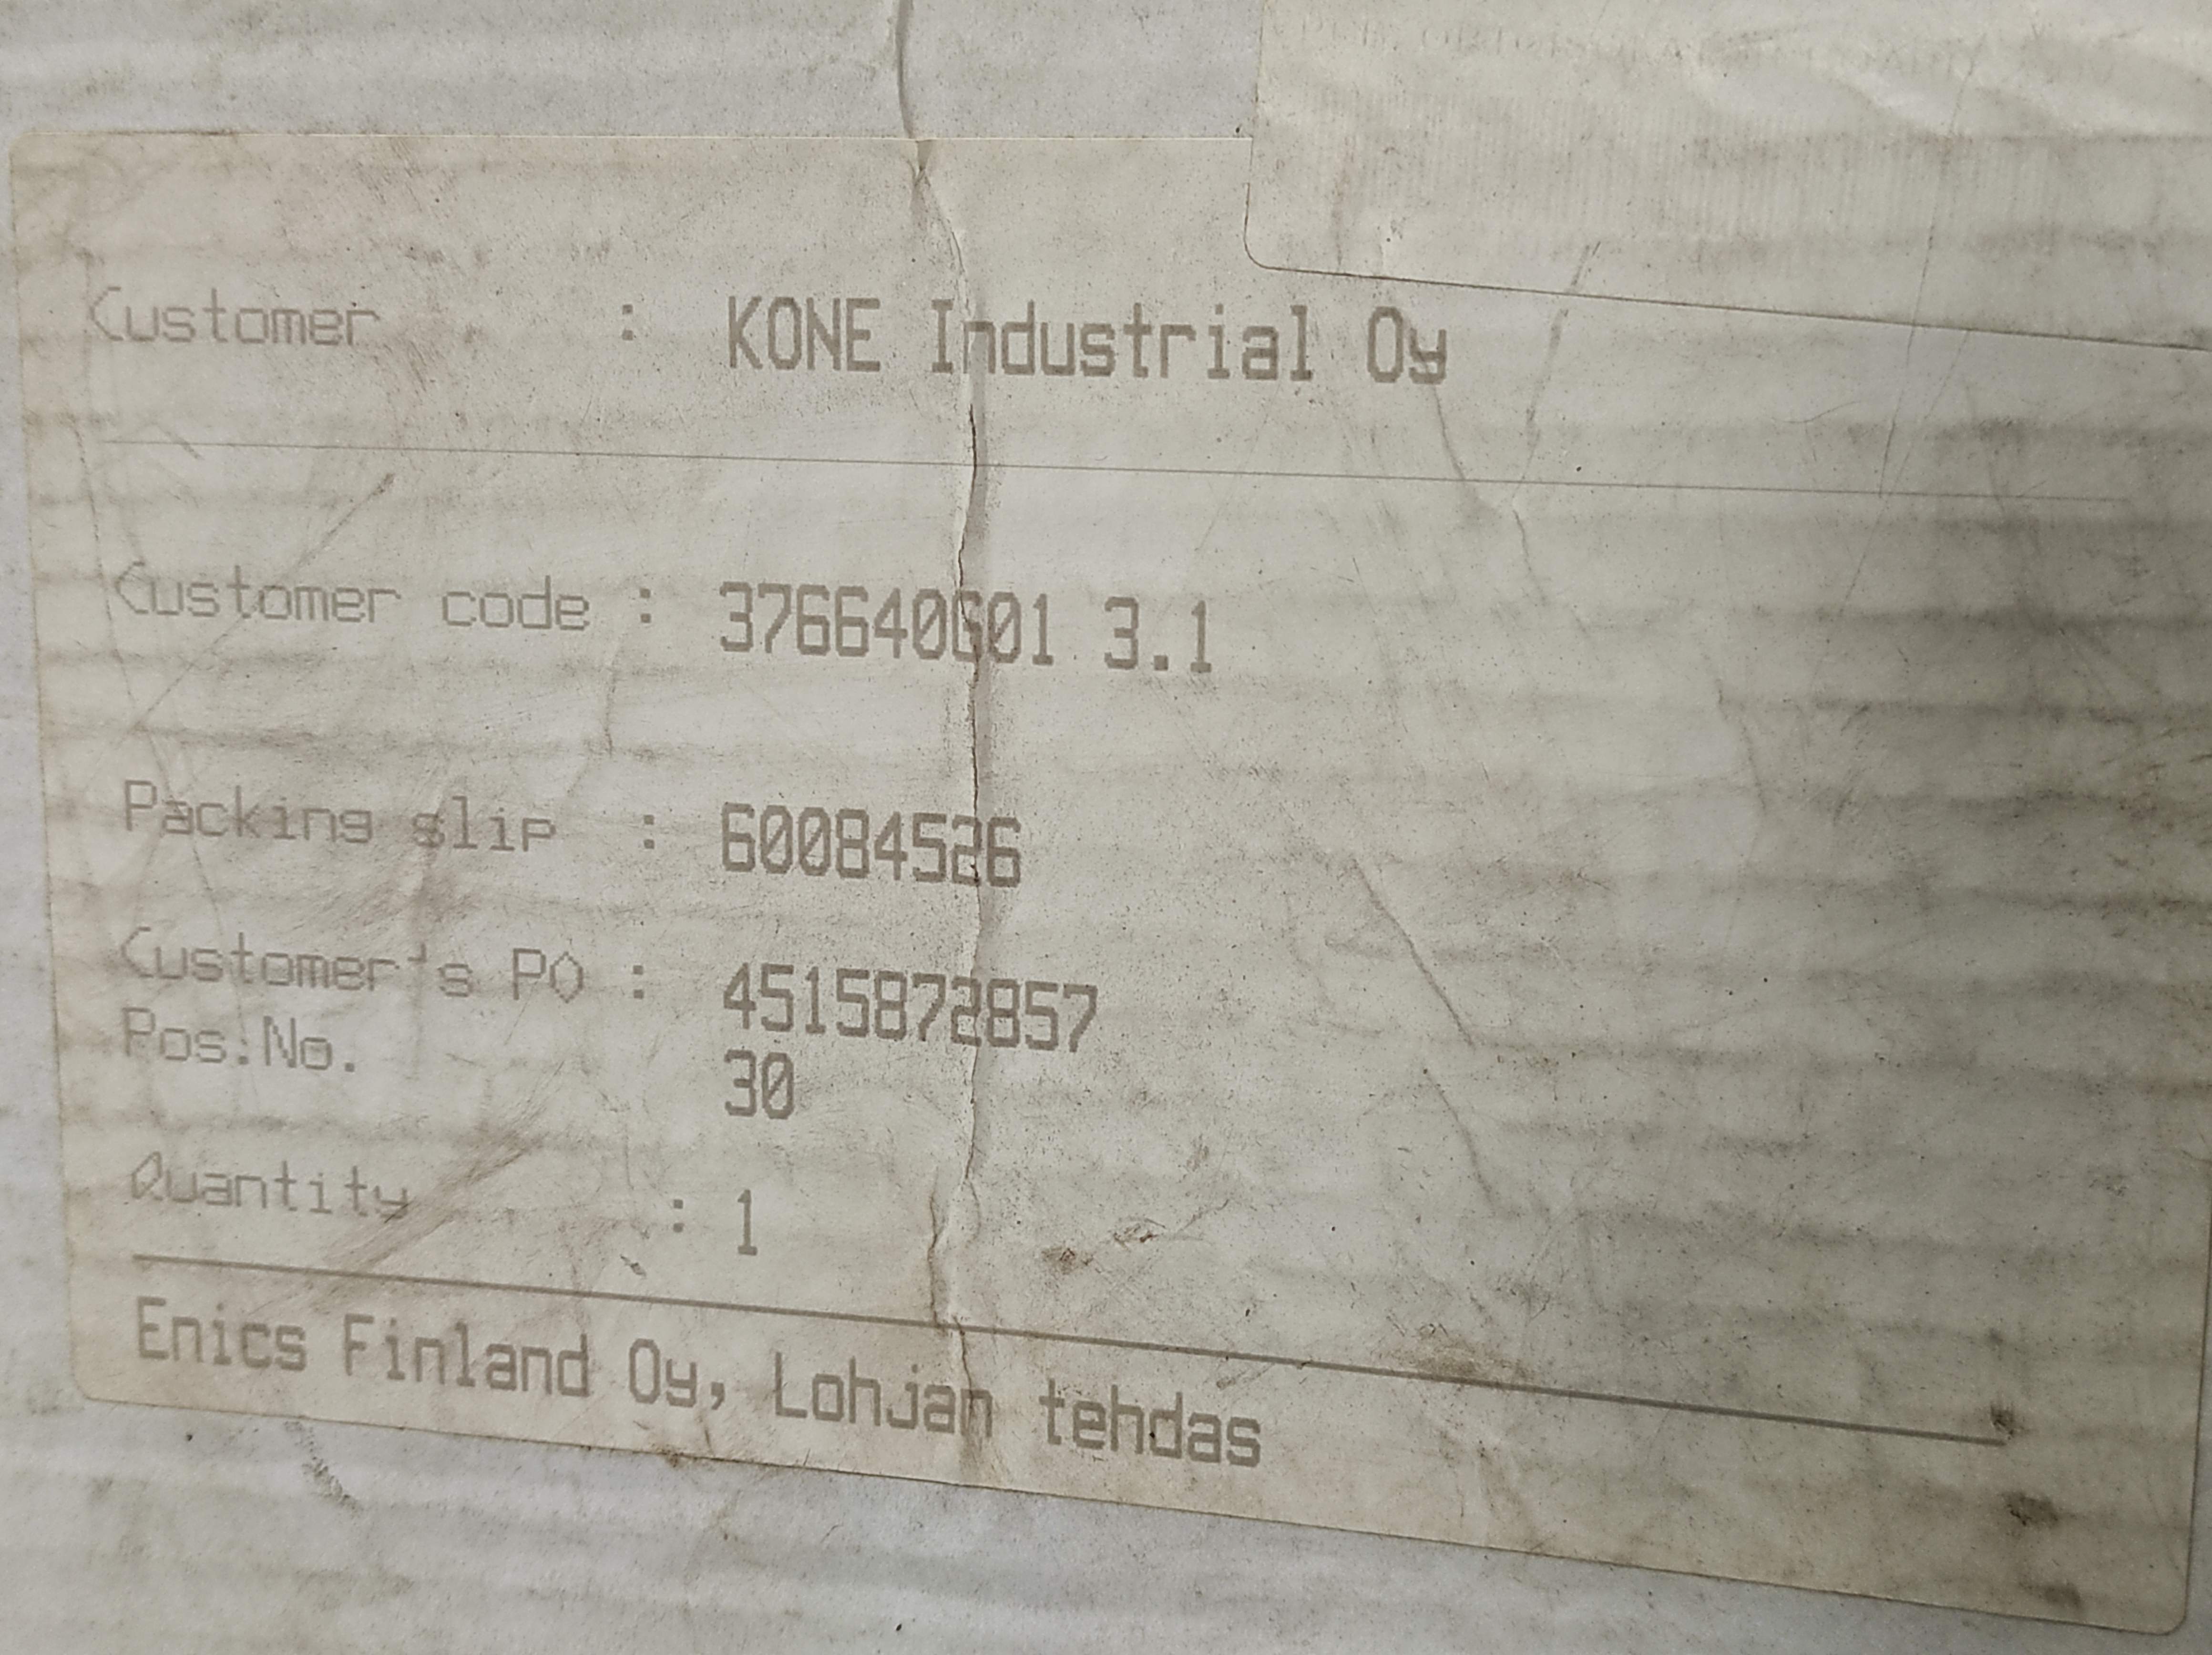 Customer : KONE Industrial Oy
Customer code : 376640G01 3.1
Packing slip : 60084526
Customer's PO : 4515872857
Pos.No. 30
Quantity : 1
Enics Finland Oy, Lohjan tehdas